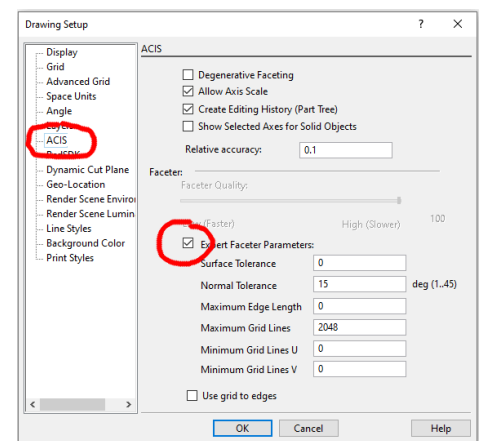 Drawing Setup ? ×
Display
Grid
Advanced Grid
Space Units
Angle
Layers
ACIS
RedSDK
Dynamic Cut Plane
Geo-Location
Render Scene Enviro
Render Scene Lumin
Line Styles
Background Color
Print Styles
ACIS
Degenerative Faceting
Allow Axis Scale
Create Editing History (Part Tree)
Show Selected Axes for Solid Objects
Relative accuracy: 0.1
Faceter:
Faceter Quality:
(Faster) High (Slower) 100
Expert Faceter Parameters:
Surface Tolerance 0
Normal Tolerance 15 deg (1..45)
Maximum Edge Length 0
Maximum Grid Lines 2048
Minimum Grid Lines U 0
Minimum Grid Lines V 0
Use grid to edges
OK Cancel Help